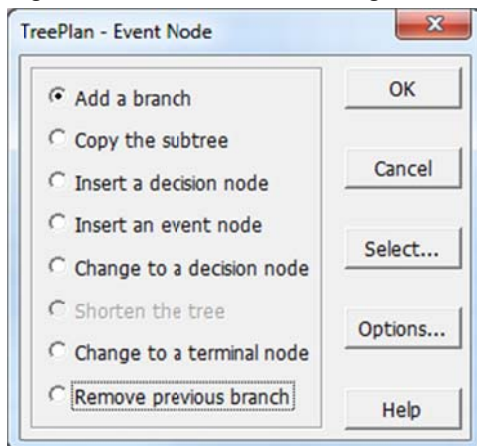 TreePlan - Event Node
Add a branch
Copy the subtree
Insert a decision node
Insert an event node
Change to a decision node
Shorten the tree
Change to a terminal node
Remove previous branch
OK
Cancel
Select...
Options...
Help